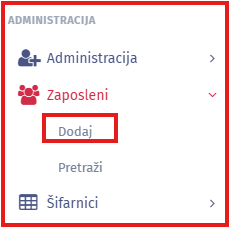 ADMINISTRACIJA
Administracija
Zaposleni
Dodaj
Pretraži
Šifarnici